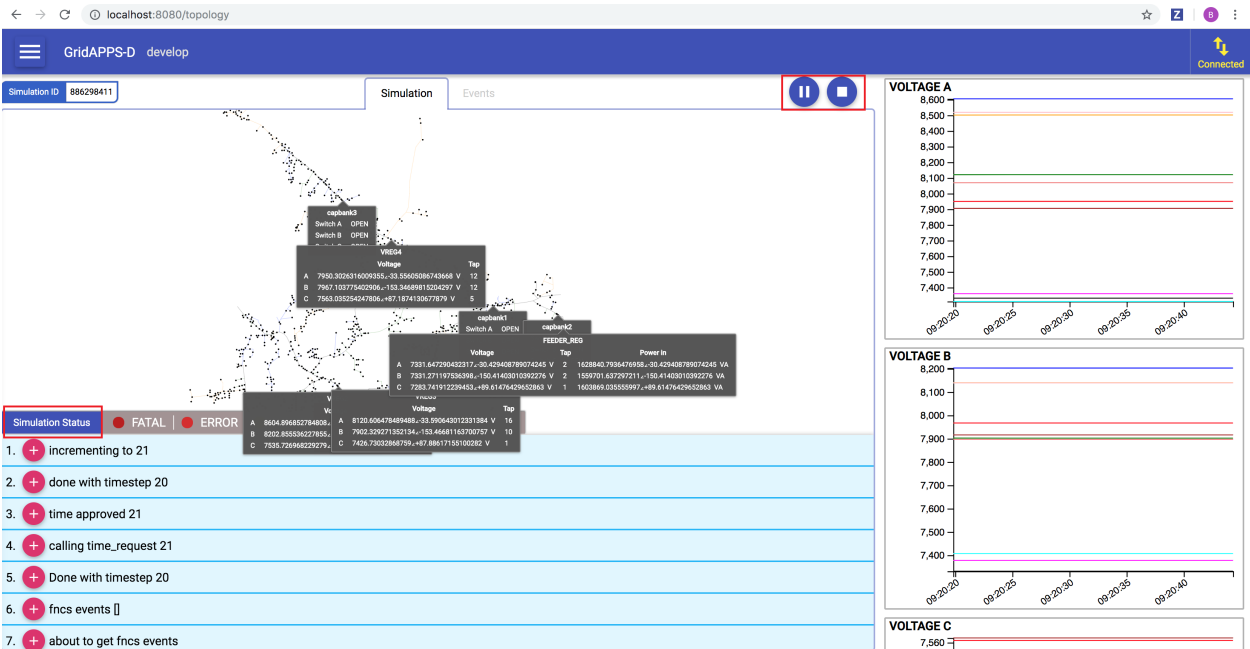 localhost:8080/topology
Z
B
GridAPPS-D develop
Connected
Simulation ID 886298411
Simulation
Events
capbank3
Switch A OPEN
Switch B OPEN
VREG4
Voltage Tap
A 7950.3026316009355∠-33.55605086743668 V 12
B 7967.103775402906∠-153.34689815204297 V 12
C 7563.035254247806∠+87.1874130677879 V 5
capbank1
Switch A OPEN
capbank2
FEEDER_REG
Voltage Tap Power in
A 7331.647290432317∠-30.429408789074245 V 2 1628840.7936476958∠-30.429408789074245 VA
B 7331.271197536398∠-150.41403010392276 V 2 1559701.637297211∠-150.41403010392276 VA
C 7283.741912239453∠+89.61476429652863 V 1 1603869.035555997∠+89.61476429652863 VA
A 8604.896852784808∠
B 8202.855536227855∠
C 7535.726968229279∠
Voltage Tap
A 8120.606478489488∠-33.590643012331384 V 16
B 7902.329271352134∠-153.46681163700757 V 10
C 7426.73032868759∠+87.88617155100282 V 1
Simulation Status
FATAL
ERROR
1. + incrementing to 21
2. + done with timestep 20
3. + time approved 21
4. + calling time_request 21
5. + Done with timestep 20
6. + fncs events []
7. + about to get fncs events
VOLTAGE A
8,600
8,500
8,400
8,300
8,200
8,100
8,000
7,900
7,800
7,700
7,600
7,500
7,400
09:20:20
09:20:25
09:20:30
09:20:35
09:20:40
VOLTAGE B
8,200
8,100
8,000
7,900
7,800
7,700
7,600
7,500
7,400
09:20:20
09:20:25
09:20:30
09:20:35
09:20:40
VOLTAGE C
7,560